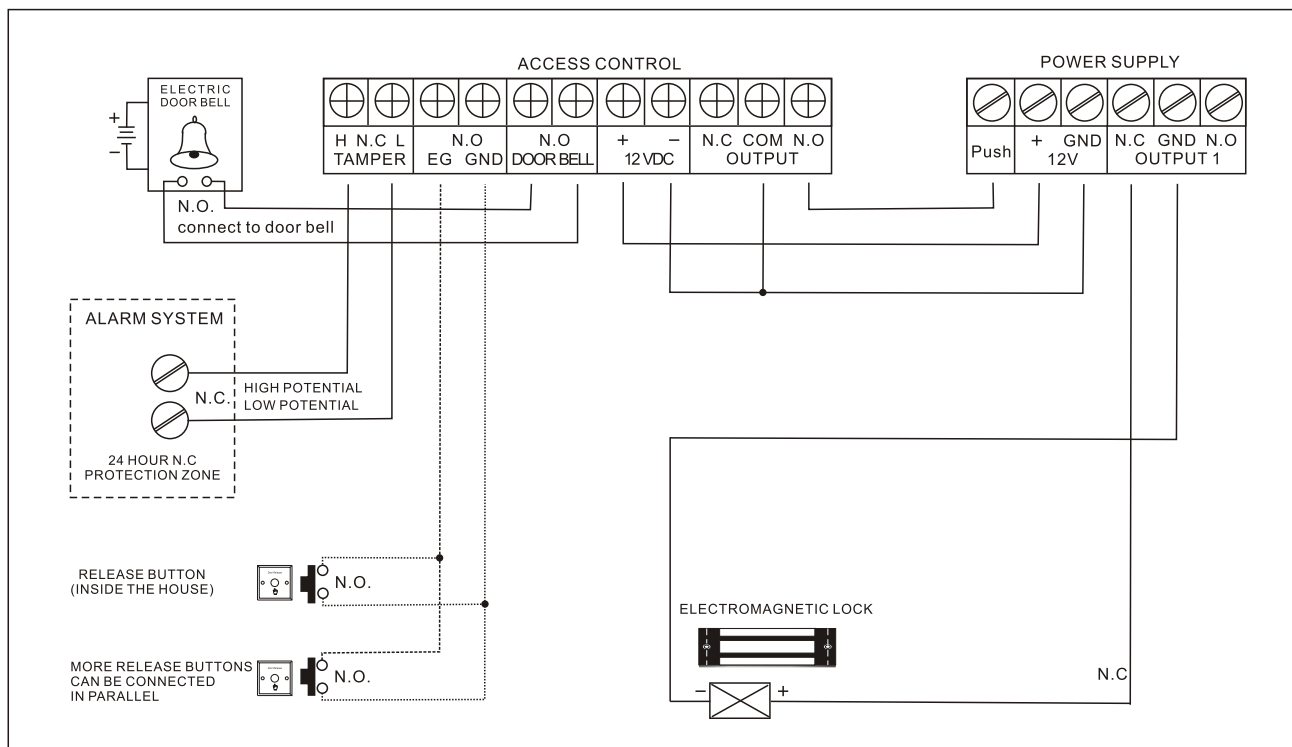 ACCESS CONTROL
POWER SUPPLY
ELECTRIC
DOOR BELL
+
−
H N.C L
TAMPER
N.O
EG GND
N.O
DOOR BELL
+ −
12 VDC
N.C COM N.O
OUTPUT
Push
+ GND
12V
N.C GND N.O
OUTPUT 1
N.O.
connect to door bell
ALARM SYSTEM
N.C.
HIGH POTENTIAL
LOW POTENTIAL
24 HOUR N.C
PROTECTION ZONE
RELEASE BUTTON
(INSIDE THE HOUSE)
N.O.
MORE RELEASE BUTTONS
CAN BE CONNECTED
IN PARALLEL
N.O.
ELECTROMAGNETIC LOCK
− +
N.C